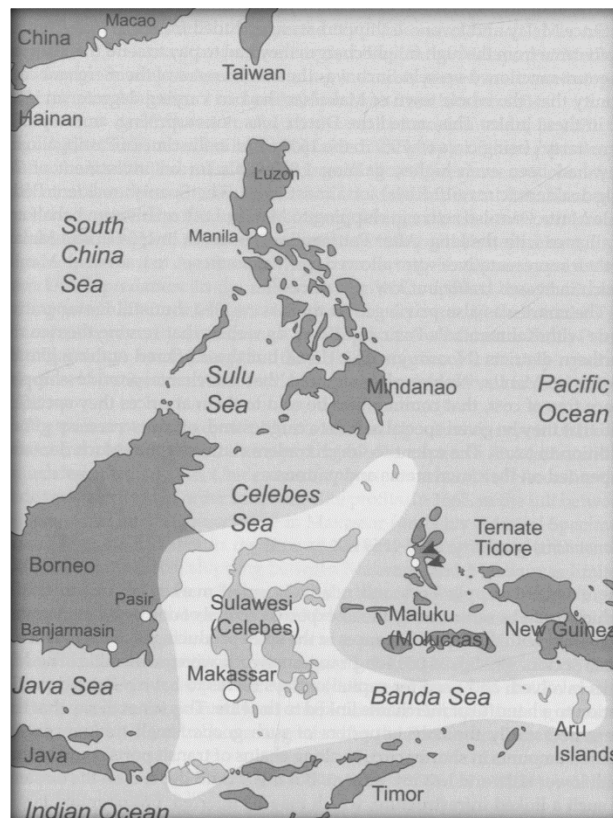 Macao
China
Taiwan
Hainan
Luzon
South
China
Sea
Manila
Sulu
Sea
Mindanao
Pacific
Ocean
Celebes
Sea
Ternate
Tidore
Borneo
Pasir
Sulawesi
(Celebes)
Maluku
(Moluccas)
New Guinea
Banjarmasin
Makassar
Java Sea
Banda Sea
Aru
Islands
Java
Timor
Indian Ocean